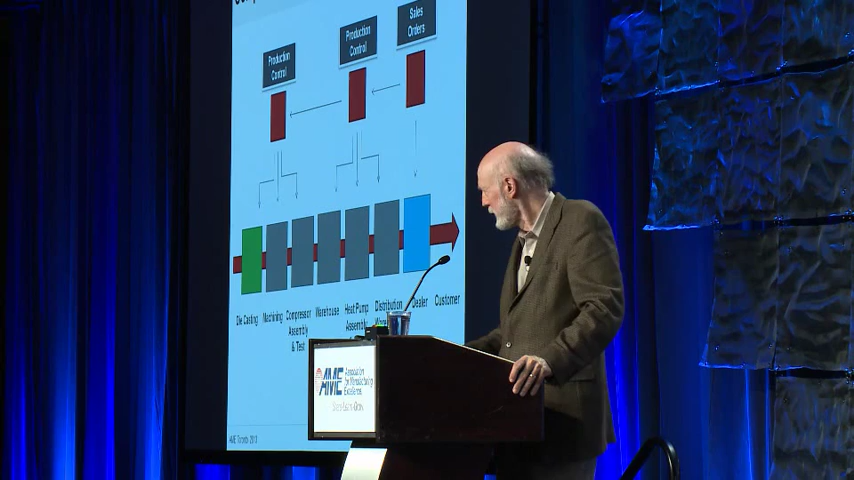 Sales
Orders
Production
Control
Production
Control
Die Casting
Machining
Compressor
Assembly
& Test
Warehouse
Heat Pump
Assembly
Distribution
Dealer
Customer
AME
Association
for Manufacturing
Excellence
AME Toronto 2013